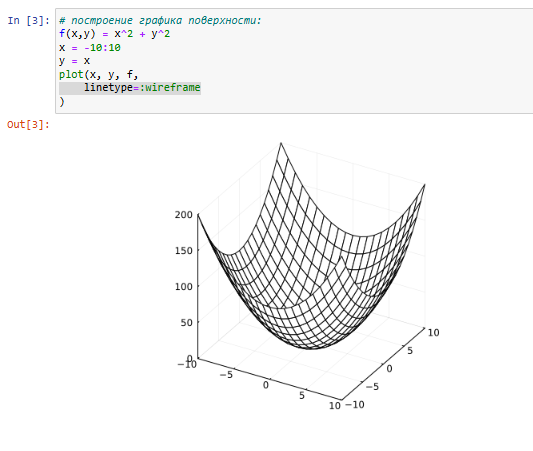 In [3]: # построение графика поверхности:
f(x,y) = x^2 + y^2
x = -10:10
y = x
plot(x, y, f,
linetype=:wireframe
)
Out[3]:
200
150
100
50
0
−10
−5
0
5
10
−10
−5
0
5
10